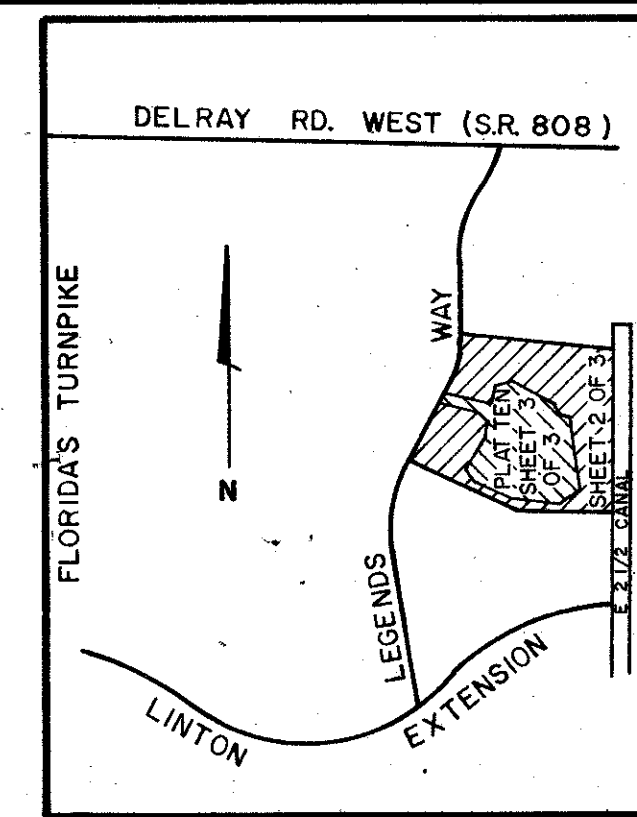 DELRAY RD. WEST (S.R. 808)
FLORIDA'S TURNPIKE
WAY
N
PLAT TEN
SHEET 3
OF 3
SHEET 2 OF 3
E 2 1/2 CANAL
LEGENDS
LINTON
EXTENSION